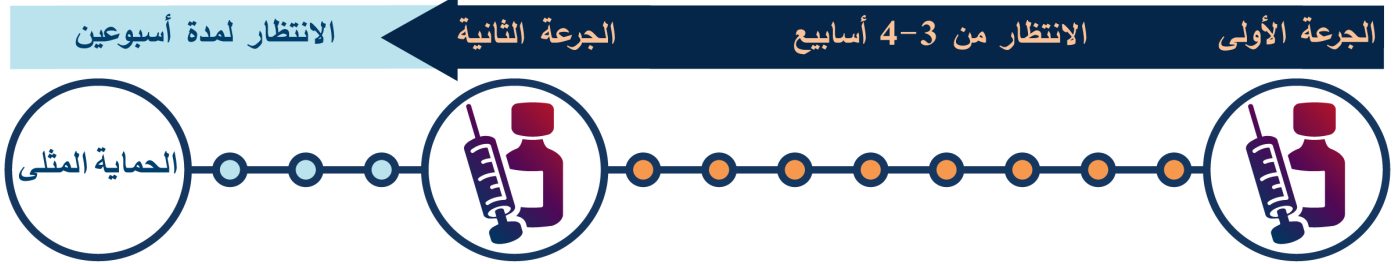 الجرعة الأولى
الانتظار من 3-4 أسابيع
الجرعة الثانية
الانتظار لمدة أسبوعين
الحماية المثلى